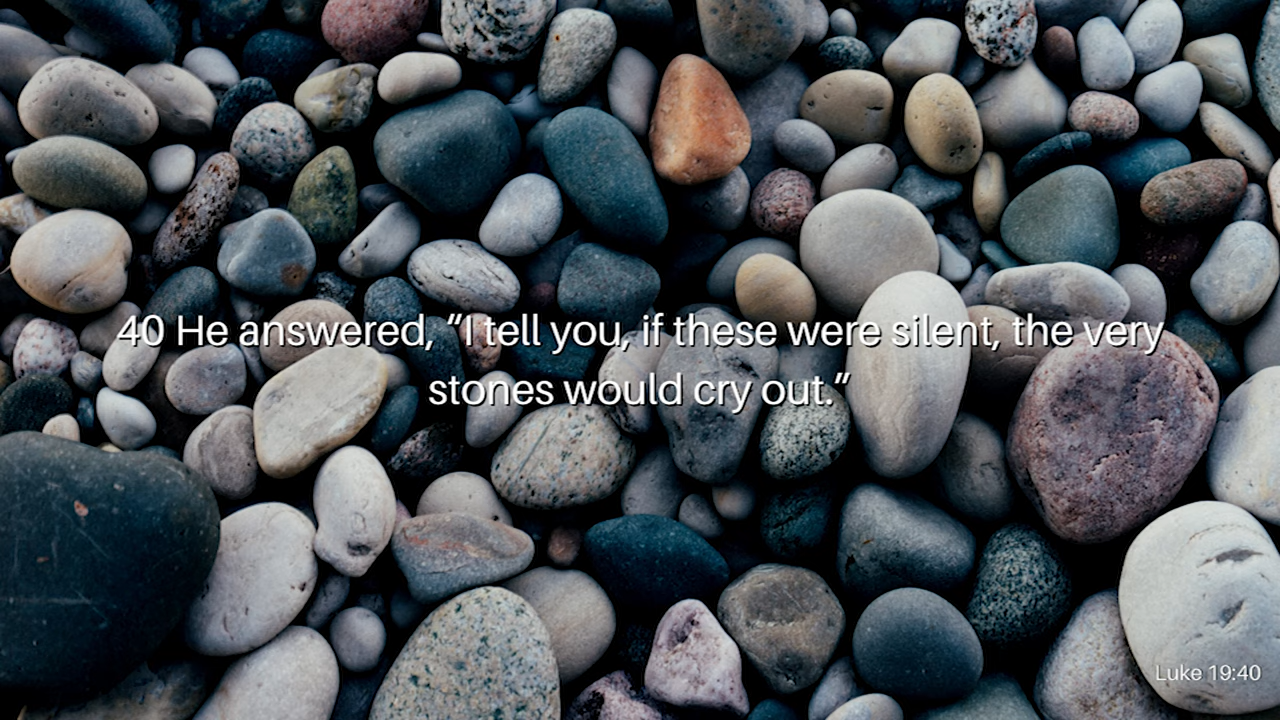 40 He answered, “I tell you, if these were silent, the very
stones would cry out.”
Luke 19:40